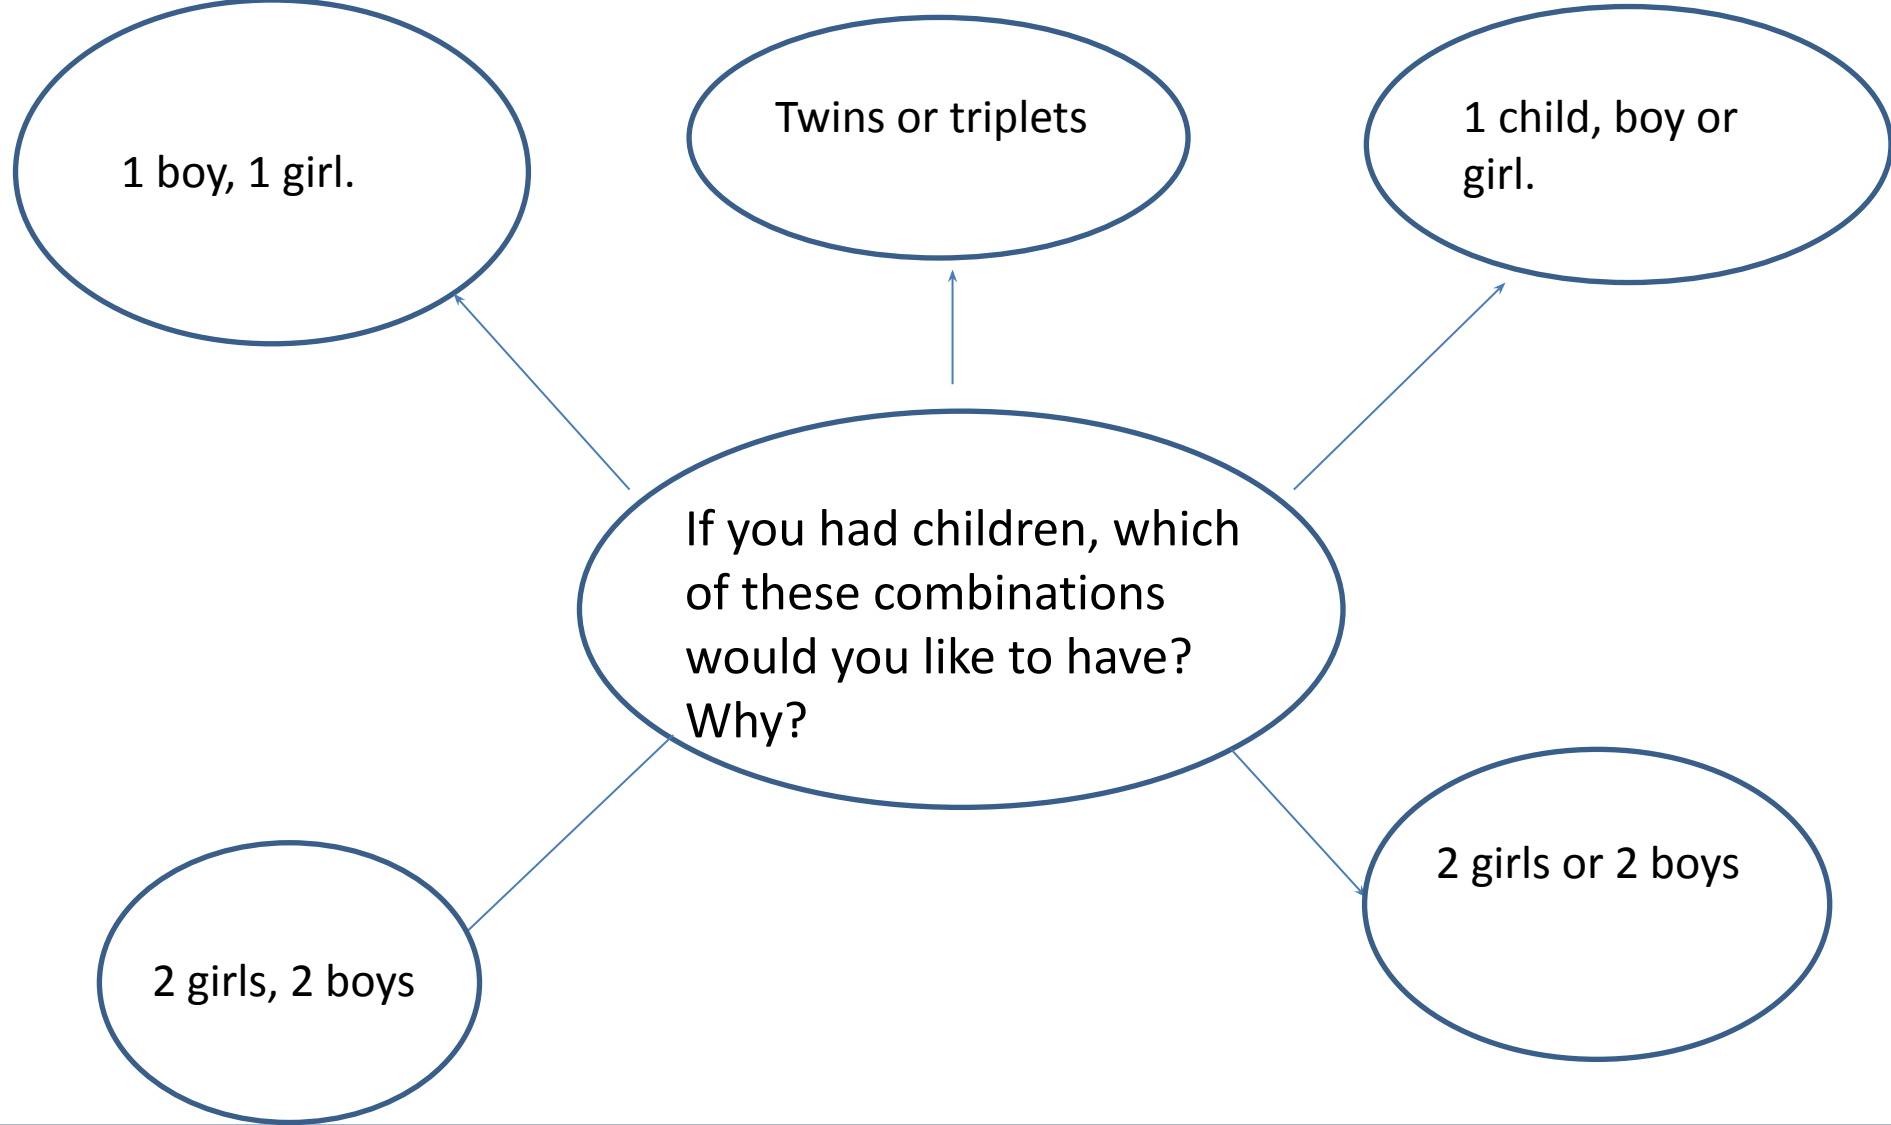 1 boy, 1 girl.
Twins or triplets
1 child, boy or
girl.
If you had children, which
of these combinations
would you like to have?
Why?
2 girls or 2 boys
2 girls, 2 boys